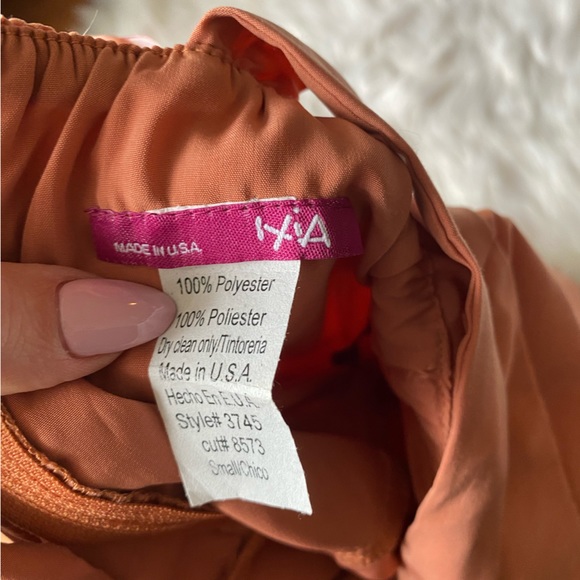 MADE IN U.S.A.
IXiA
100% Polyester
100% Poliester
Dry clean only/Tintoreria
Made in U.S.A.
Hecho En E.U.A.
Style# 3745
cut# 8573
Small/Chico